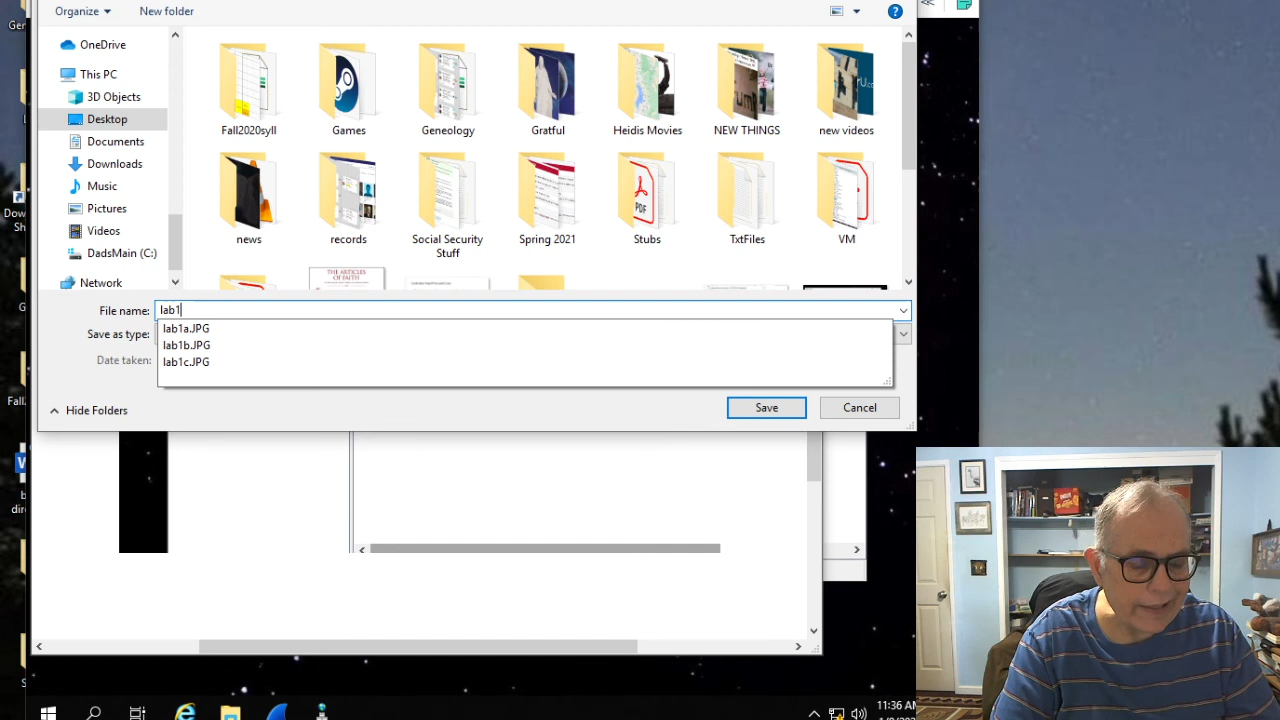 Organize
New folder
OneDrive
This PC
3D Objects
Desktop
Documents
Downloads
Music
Pictures
Videos
DadsMain (C:)
Network
Fall2020syll
Games
Geneology
Gratful
Heidis Movies
NEW THINGS
new videos
news
records
Social Security
Stuff
Spring 2021
Stubs
TxtFiles
VM
PDF
THE ARTICLES
OF FAITH
File name: lab1
Save as type:
Date taken:
lab1a.JPG
lab1b.JPG
lab1c.JPG
Hide Folders
Save
Cancel
11:36 AM